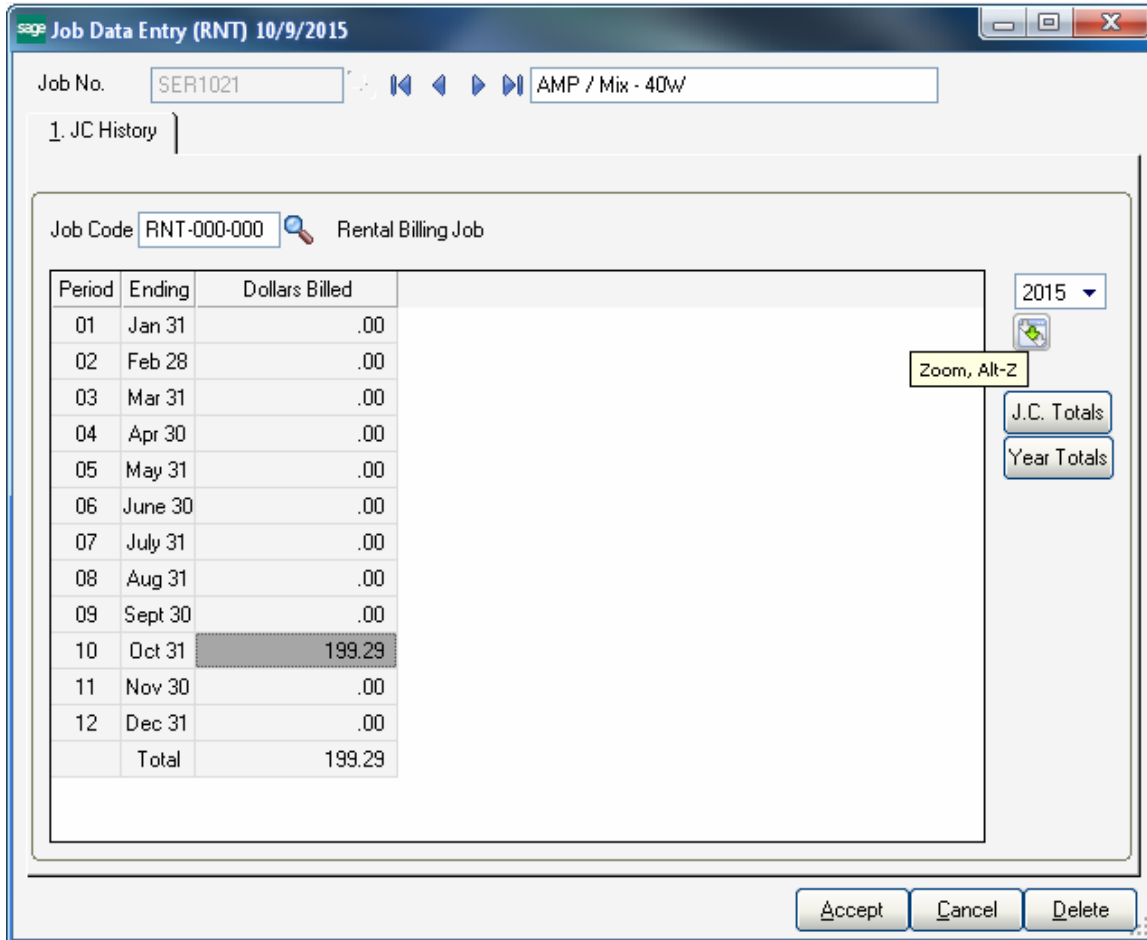 sage Job Data Entry (RNT) 10/9/2015
Job No. SER1021 AMP / Mix - 40W
1. JC History
Job Code RNT-000-000 Rental Billing Job
Period Ending Dollars Billed
2015
01 Jan 31 .00
02 Feb 28 .00
Zoom, Alt-Z
03 Mar 31 .00
J.C. Totals
04 Apr 30 .00
Year Totals
05 May 31 .00
06 June 30 .00
07 July 31 .00
08 Aug 31 .00
09 Sept 30 .00
10 Oct 31 199.29
11 Nov 30 .00
12 Dec 31 .00
Total 199.29
Accept Cancel Delete